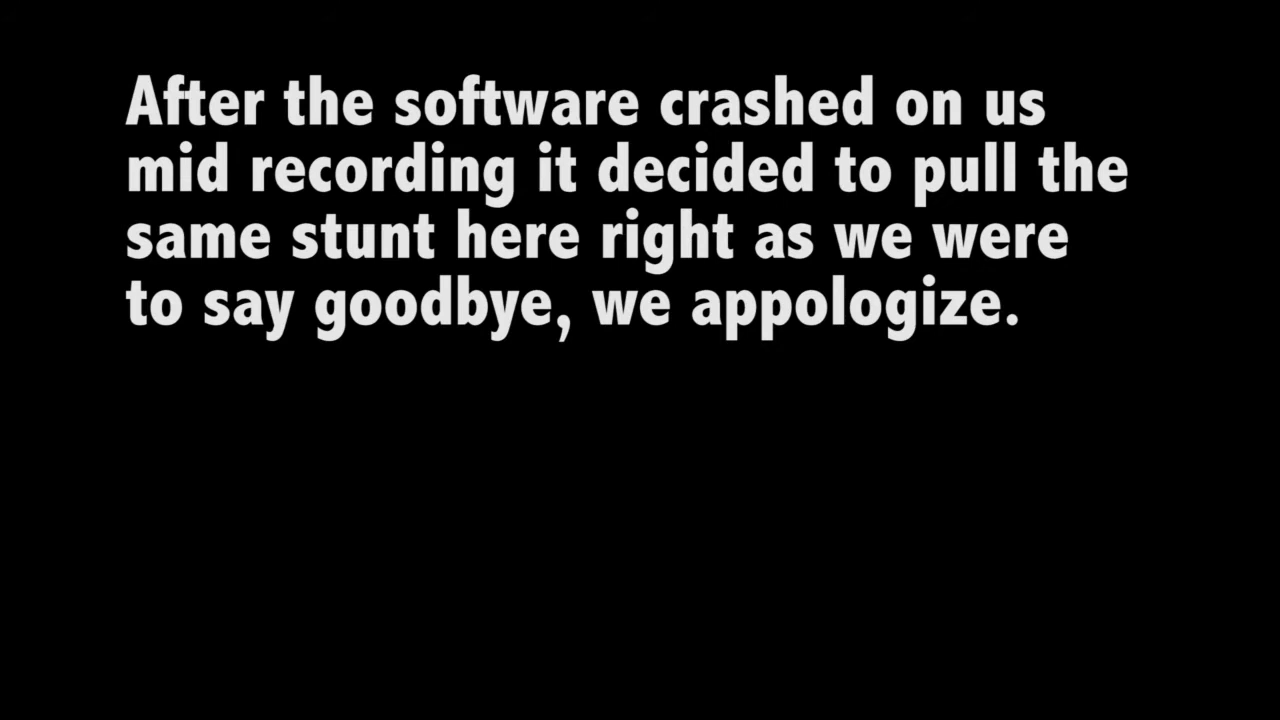 After the software crashed on us
mid recording it decided to pull the
same stunt here right as we were
to say goodbye, we appologize.